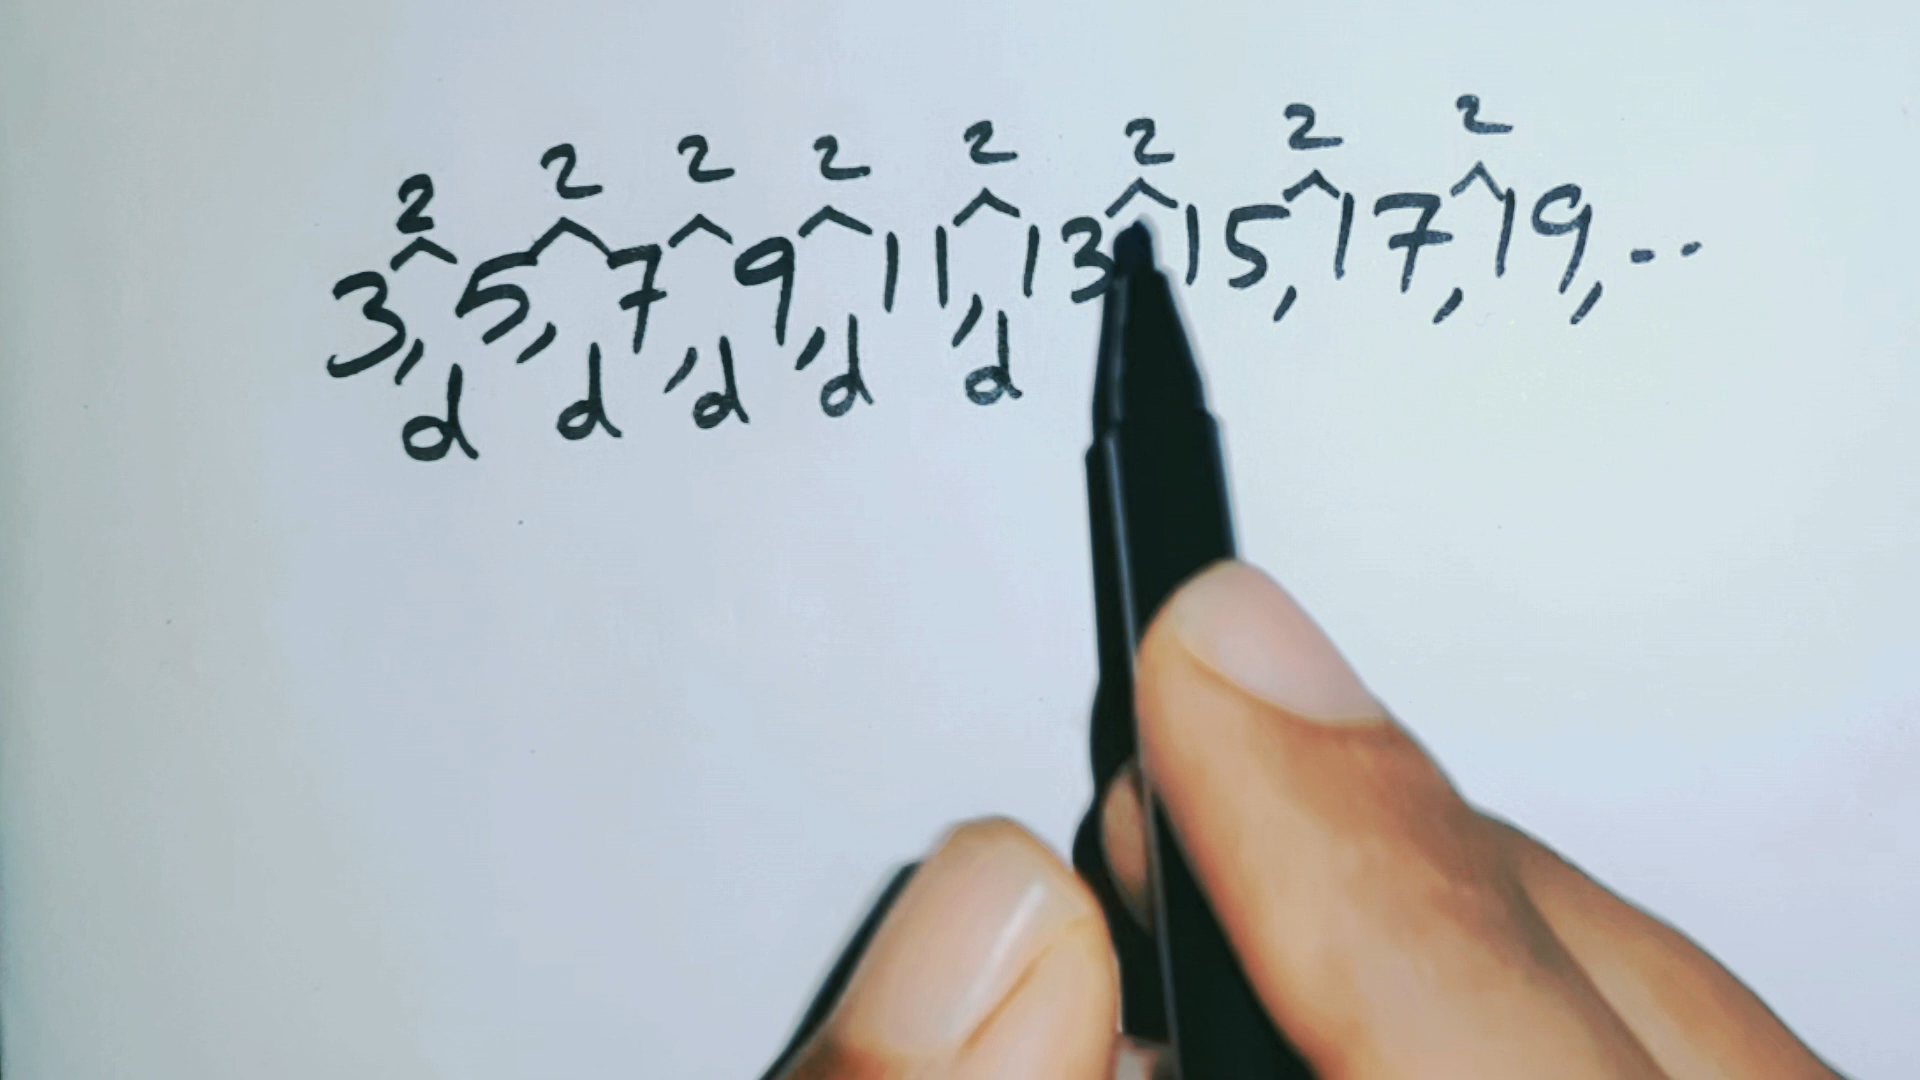 2 2 2 2 2 2 2 2
3, 5, 7, 9, 11, 13 15, 17, 19, ..
d d d d d